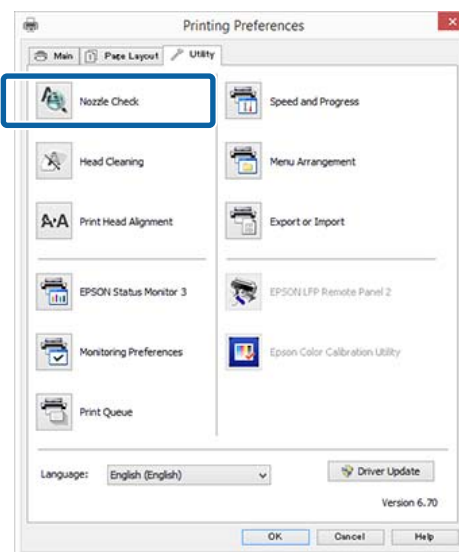 Printing Preferences
Main
Page Layout
Utility
Nozzle Check
Speed and Progress
Head Cleaning
Menu Arrangement
A·A Print Head Alignment
Export or Import
EPSON Status Monitor 3
EPSON LFP Remote Panel 2
Monitoring Preferences
Epson Color Calibration Utility
Print Queue
Language: English (English)
Driver Update
Version 6.70
OK Cancel Help